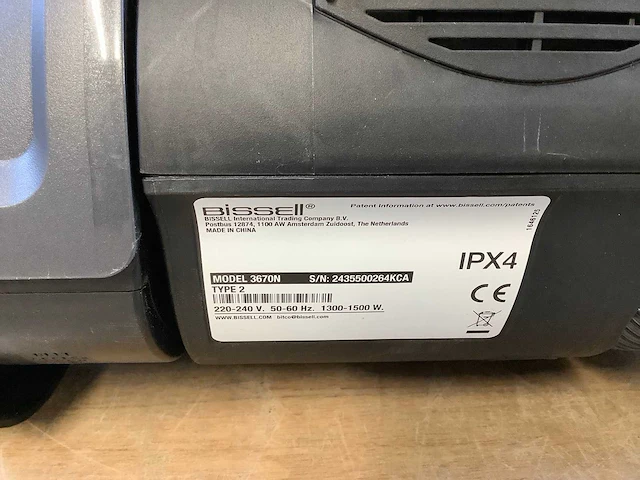 Bissell®
Patent Information at www.bissell.com/patents
BISSELL International Trading Company B.V.
Postbus 12874, 1100 AW Amsterdam Zuidoost, The Netherlands
MADE IN CHINA
1646125
IPX4
MODEL 3670N S/N: 2435500264KCA
TYPE 2
CE
220-240 V. 50-60 Hz. 1300-1500 W.
WWW.BISSELL.COM bitco@bissell.com